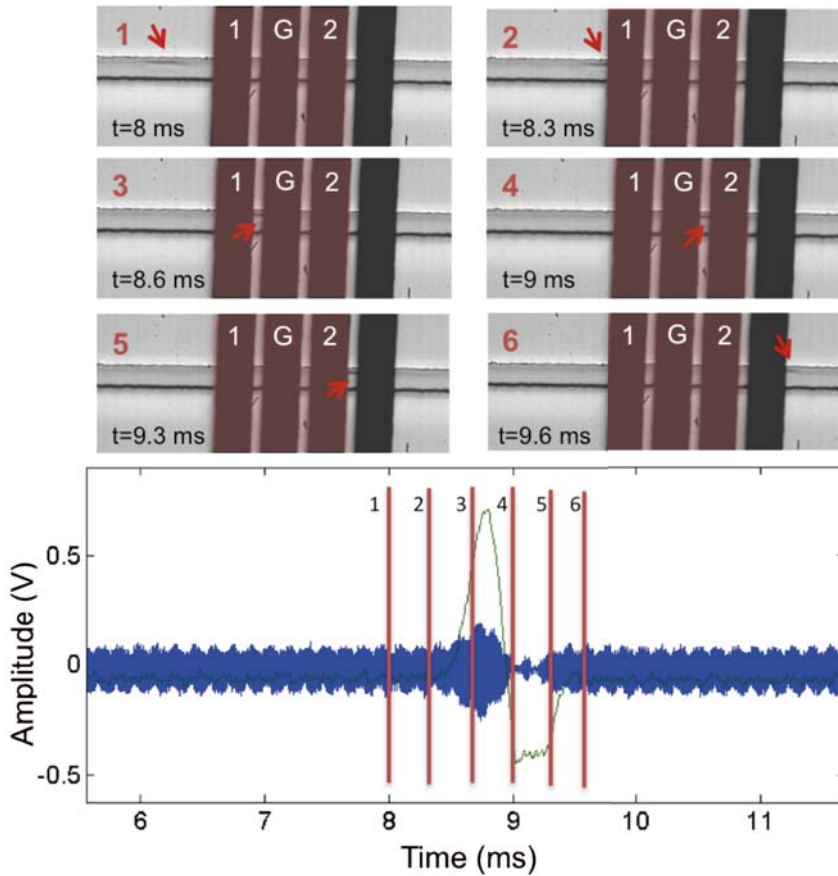 1 1 G 2
t=8 ms
2 1 G 2
t=8.3 ms
3 1 G 2
t=8.6 ms
4 1 G 2
t=9 ms
5 1 G 2
t=9.3 ms
6 1 G 2
t=9.6 ms
1 2 3 4 5 6
0.5
0
-0.5
Amplitude (V)
6 7 8 9 10 11
Time (ms)